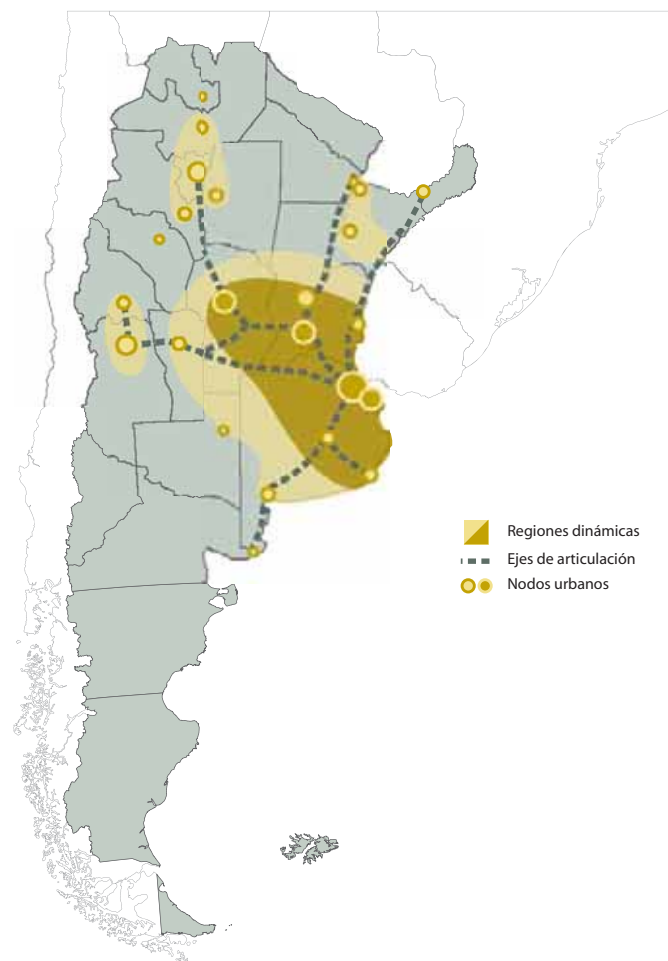 Regiones dinámicas
Ejes de articulación
Nodos urbanos